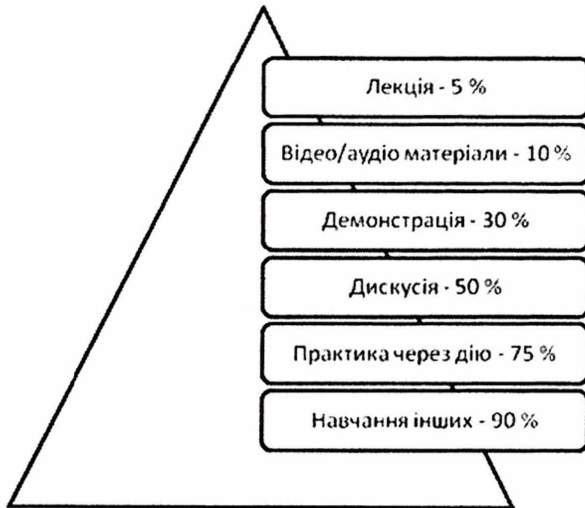 Лекція - 5 %
Відео/аудіо матеріали - 10 %
Демонстрація - 30 %
Дискусія - 50 %
Практика через дію - 75 %
Навчання інших - 90 %